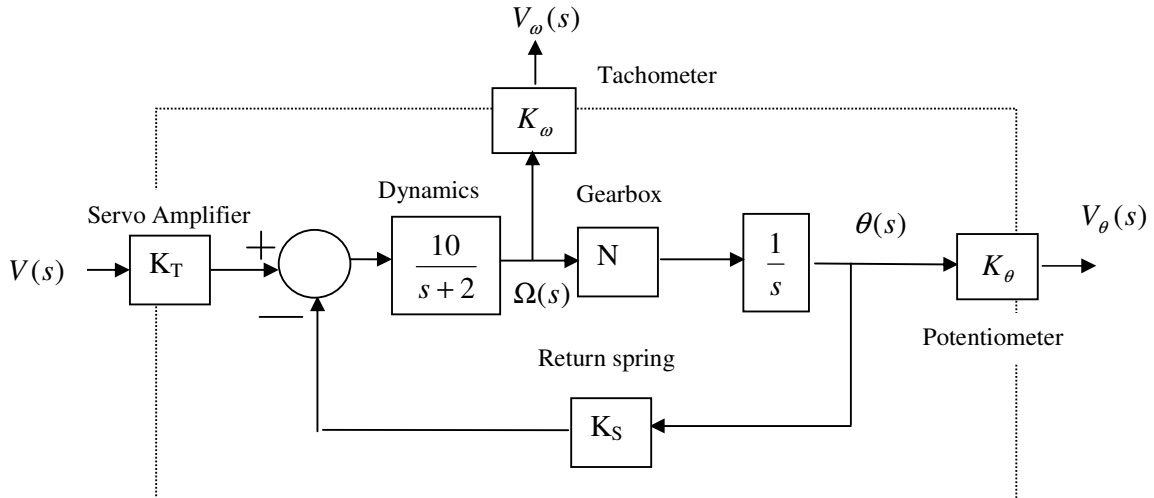 V_ω(s)
Tachometer
K_ω
Dynamics
Gearbox
Servo Amplifier
V(s)
K_T
+
−
10
s + 2
Ω(s)
N
1
s
θ(s)
K_θ
V_θ(s)
Potentiometer
Return spring
K_S